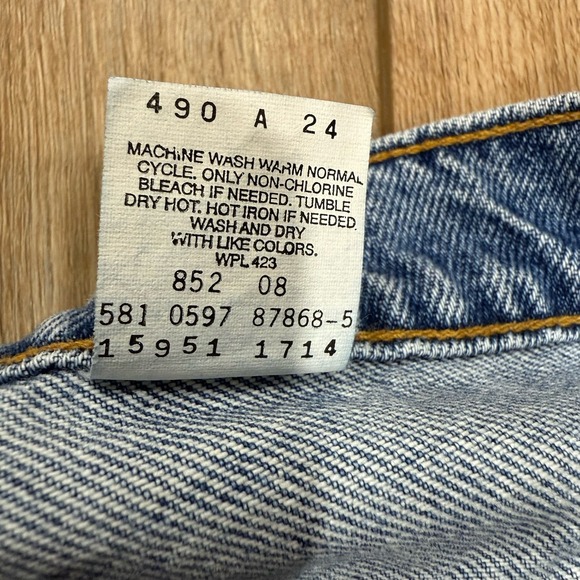 490 A 24
MACHINE WASH WARM NORMAL
CYCLE. ONLY NON-CHLORINE
BLEACH IF NEEDED. TUMBLE
DRY HOT. HOT IRON IF NEEDED.
WASH AND DRY
WITH LIKE COLORS.
WPL 423
852 08
581 0597 87868-5
15951 1714